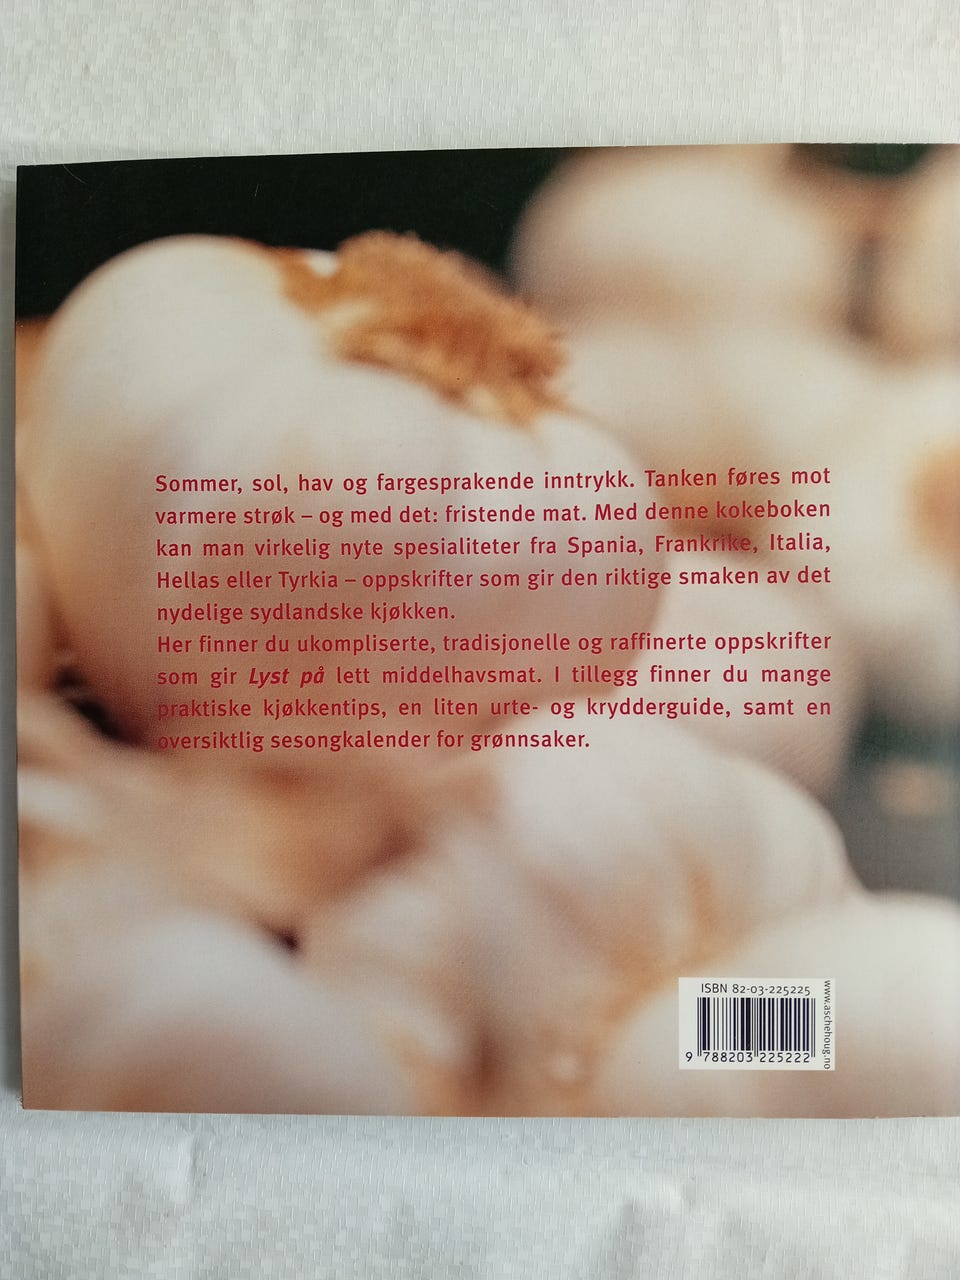 Sommer, sol, hav og fargesprakende inntrykk. Tanken føres mot
varmere strøk – og med det: fristende mat. Med denne kokeboken
kan man virkelig nyte spesialiteter fra Spania, Frankrike, Italia,
Hellas eller Tyrkia – oppskrifter som gir den riktige smaken av det
nydelige sydlandske kjøkken.
Her finner du ukompliserte, tradisjonelle og raffinerte oppskrifter
som gir Lyst på lett middelhavsmat. I tillegg finner du mange
praktiske kjøkkentips, en liten urte- og krydderguide, samt en
oversiktlig sesongkalender for grønnsaker.
ISBN 82-03-225225
9 788203 225222
www.aschehoug.no